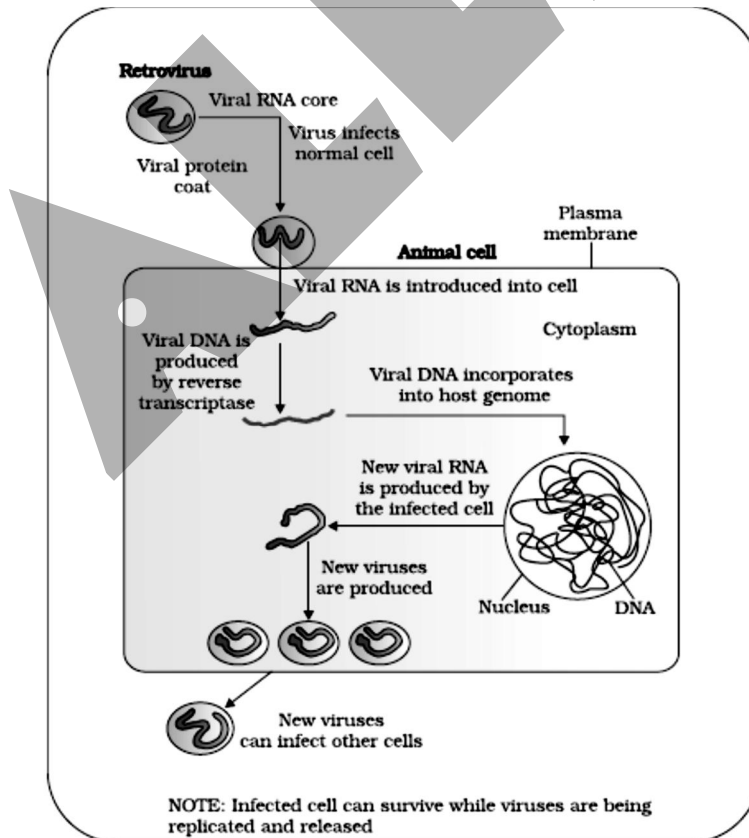 Retrovirus
Viral RNA core
Virus infects
normal cell
Viral protein
coat
Plasma
membrane
Animal cell
Viral RNA is introduced into cell
Cytoplasm
Viral DNA is
produced
by reverse
transcriptase
Viral DNA incorporates
into host genome
New viral RNA
is produced by
the infected cell
New viruses
are produced
Nucleus
DNA
New viruses
can infect other cells
NOTE: Infected cell can survive while viruses are being
replicated and released